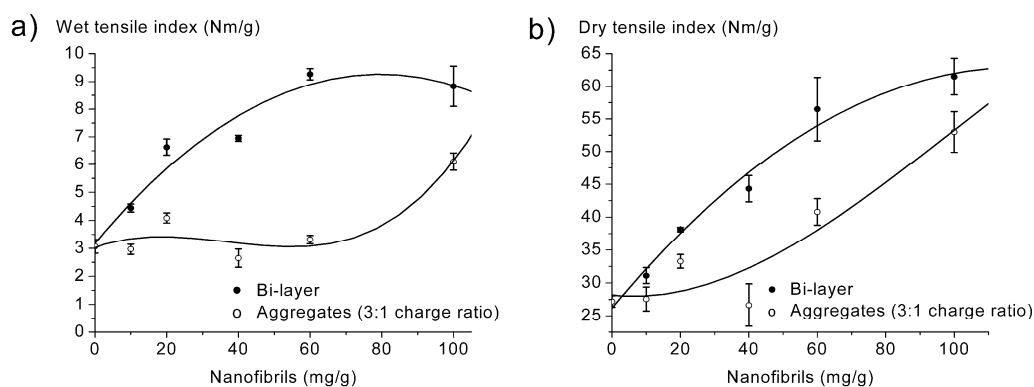 a) Wet tensile index (Nm/g)
10
9
8
7
6
5
4
3
2
1
0
Bi-layer
Aggregates (3:1 charge ratio)
0 20 40 60 80 100
Nanofibrils (mg/g)
b) Dry tensile index (Nm/g)
65
60
55
50
45
40
35
30
25
Bi-layer
Aggregates (3:1 charge ratio)
0 20 40 60 80 100
Nanofibrils (mg/g)